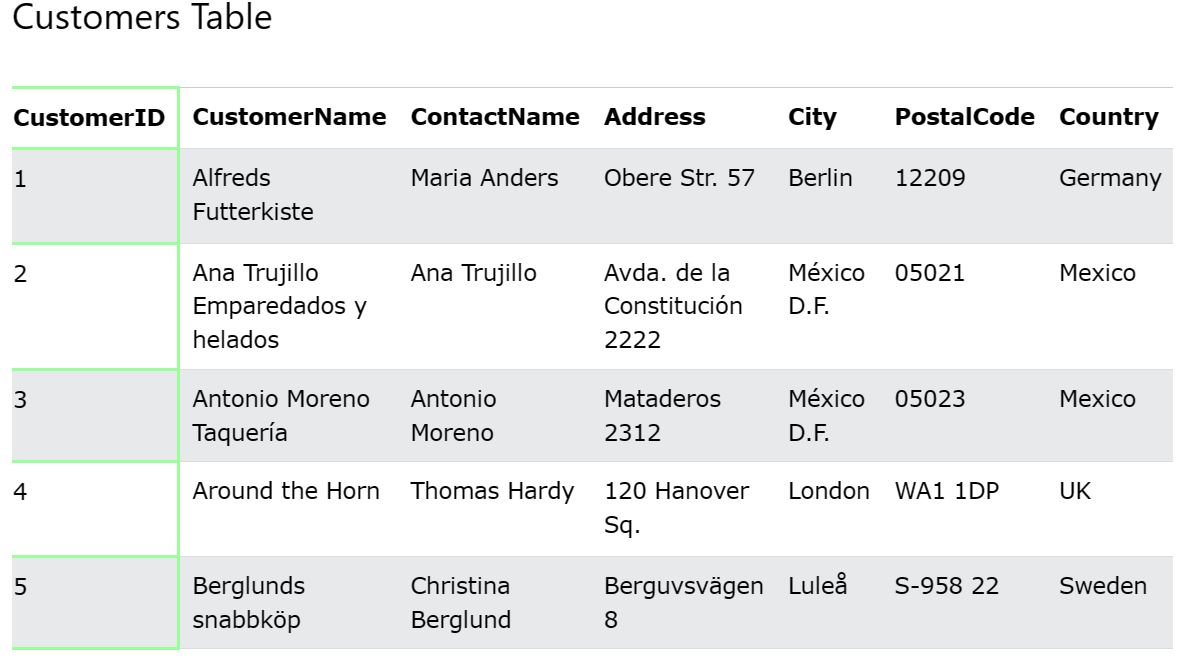 Customers Table
CustomerID CustomerName ContactName Address City PostalCode Country
1 Alfreds Futterkiste Maria Anders Obere Str. 57 Berlin 12209 Germany
2 Ana Trujillo Emparedados y helados Ana Trujillo Avda. de la Constitución 2222 México D.F. 05021 Mexico
3 Antonio Moreno Taquería Antonio Moreno Mataderos 2312 México D.F. 05023 Mexico
4 Around the Horn Thomas Hardy 120 Hanover Sq. London WA1 1DP UK
5 Berglunds snabbköp Christina Berglund Berguvsvägen 8 Luleå S-958 22 Sweden